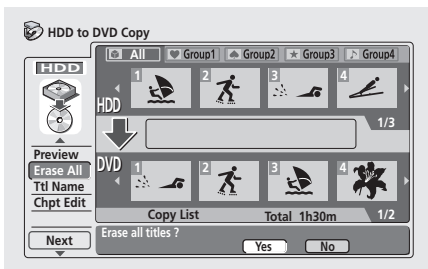 HDD to DVD Copy
HDD
All Group1 Group2 Group3 Group4
1 2 3 4
HDD
1/3
Preview
Erase All
Ttl Name
Chpt Edit
DVD
1 2 3 4
Copy List Total 1h30m 1/2
Next
Erase all titles ?
Yes No